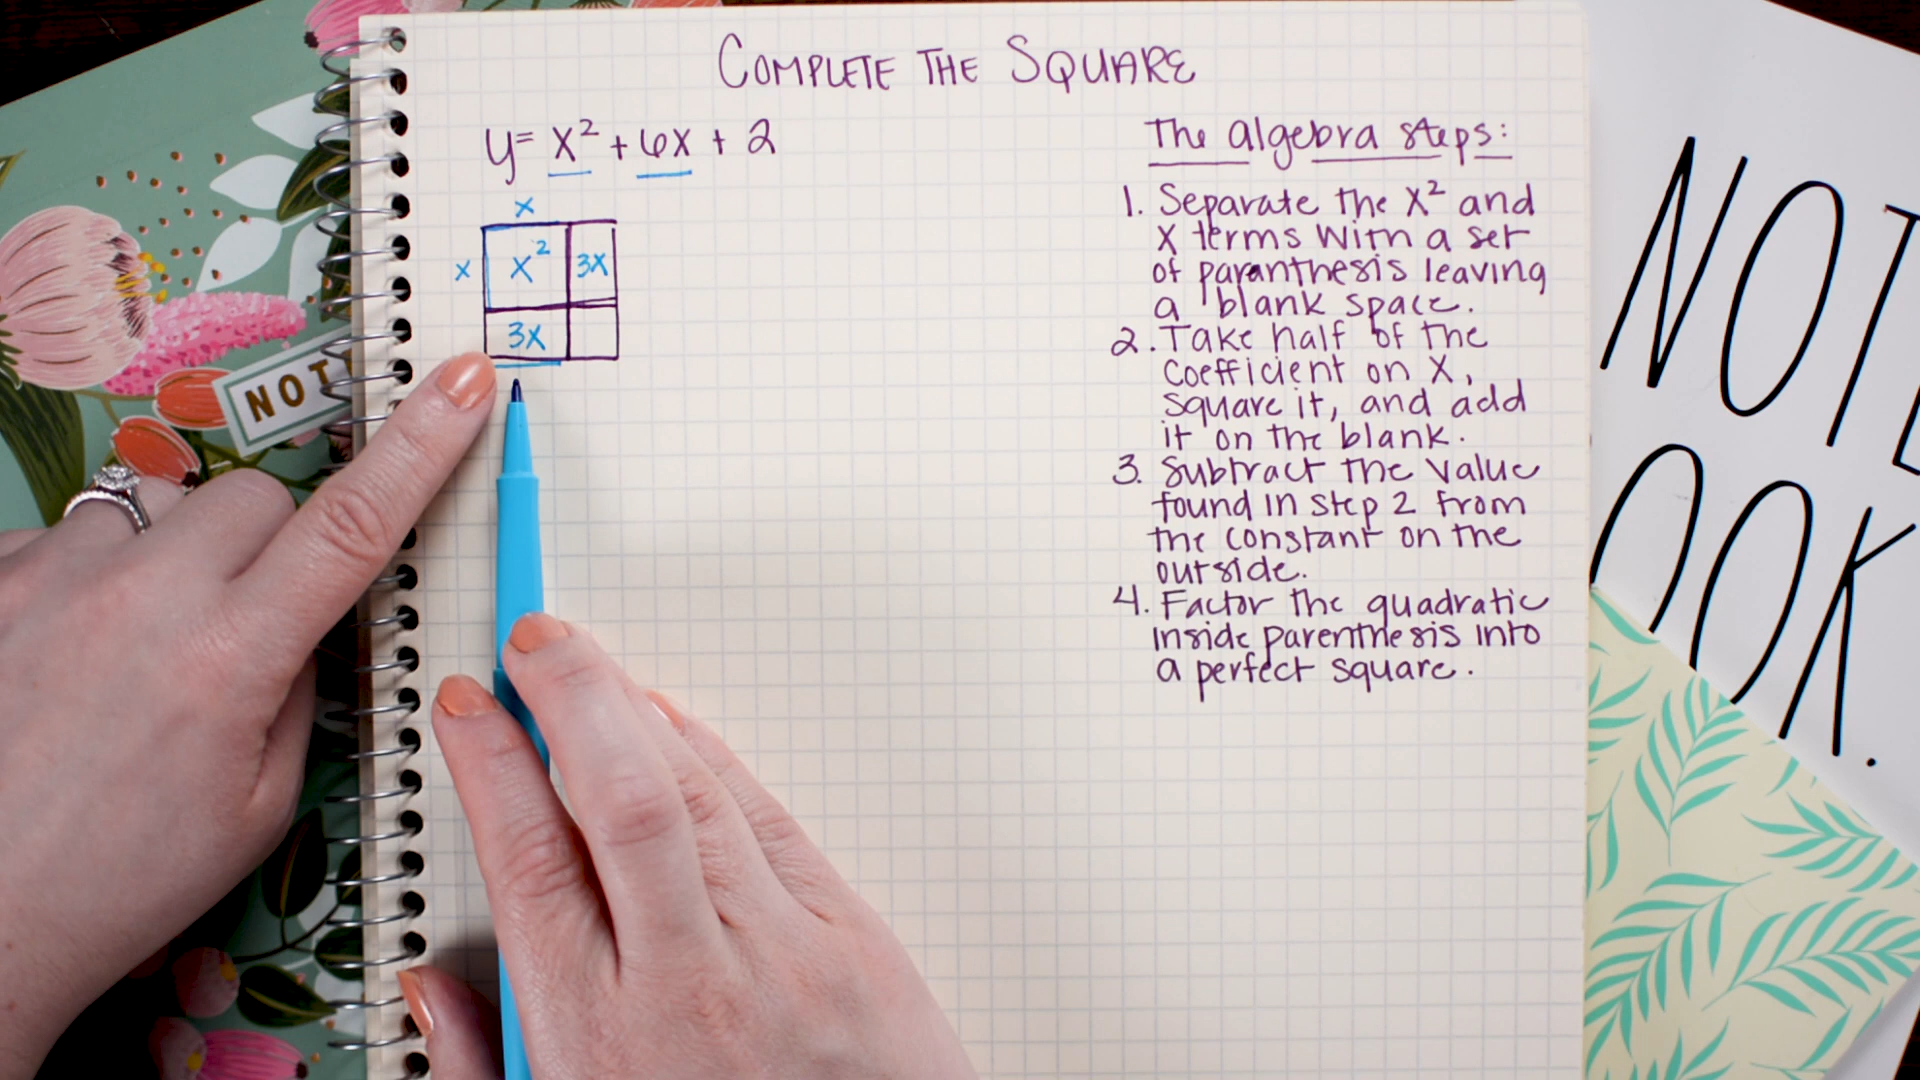 COMPLETE THE SQUARE
y= x² + 6x + 2
x
x
x²
3x
3x
The algebra steps:
1. Separate the x² and
x terms with a set
of paranthesis leaving
a blank space.
2. Take half of the
coefficient on x,
square it, and add
it on the blank.
3. Subtract the value
found in step 2 from
the constant on the
outside.
4. Factor the quadratic
inside parenthesis into
a perfect square.
NOT
NOTE
OOK.